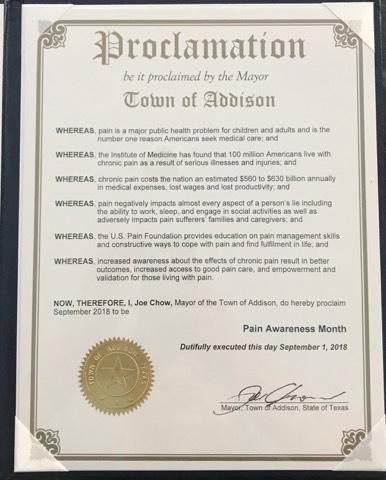 Proclamation
be it proclaimed by the Mayor
Town of Addison
WHEREAS, pain is a major public health problem for children and adults and is the
number one reason Americans seek medical care; and
WHEREAS, the Institute of Medicine has found that 100 million Americans live with
chronic pain as a result of serious illnesses and injuries; and
WHEREAS, chronic pain costs the nation an estimated $560 to $630 billion annually
in medical expenses, lost wages and lost productivity; and
WHEREAS, pain negatively impacts almost every aspect of a person's lie including
the ability to work, sleep, and engage in social activities as well as
adversely impacts pain sufferers' families and caregivers; and
WHEREAS, the U.S. Pain Foundation provides education on pain management skills
and constructive ways to cope with pain and find fulfilment in life; and
WHEREAS, increased awareness about the effects of chronic pain result in better
outcomes, increased access to good pain care, and empowerment and
validation for those living with pain.
NOW, THEREFORE, I, Joe Chow, Mayor of the Town of Addison, do hereby proclaim
September 2018 to be
Pain Awareness Month
Dutifully executed this day September 1, 2018
TOWN OF ADDISON TEXAS
Joe Chow
Mayor, Town of Addison, State of Texas